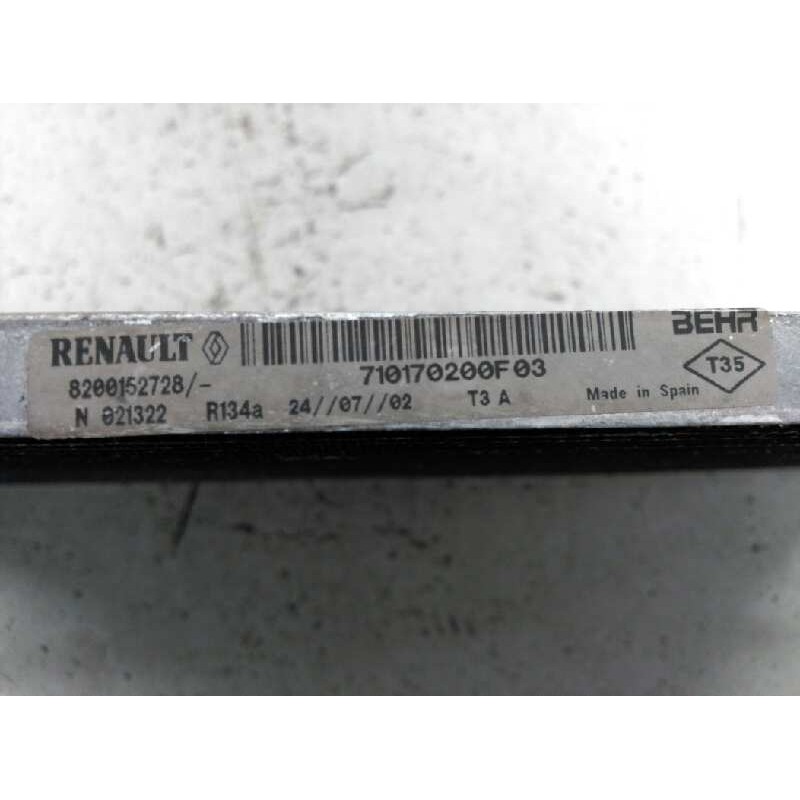 RENAULT
BEHR
8200152728/-
710170200F03
T35
N 021322 R134a 24//07//02 T3 A Made in Spain